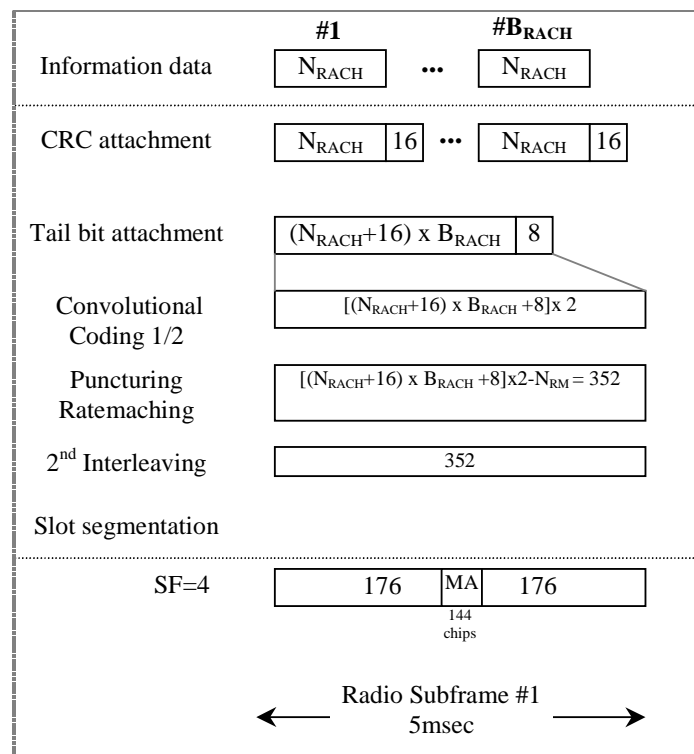 #1 #B_RACH
Information data N_RACH ... N_RACH
CRC attachment N_RACH 16 ... N_RACH 16
Tail bit attachment (N_RACH+16) x B_RACH 8
Convolutional
Coding 1/2
[(N_RACH+16) x B_RACH +8]x 2
Puncturing
Ratemaching
[(N_RACH+16) x B_RACH +8]x2-N_RM = 352
2nd Interleaving 352
Slot segmentation
SF=4 176 MA 176
144
chips
Radio Subframe #1
5msec